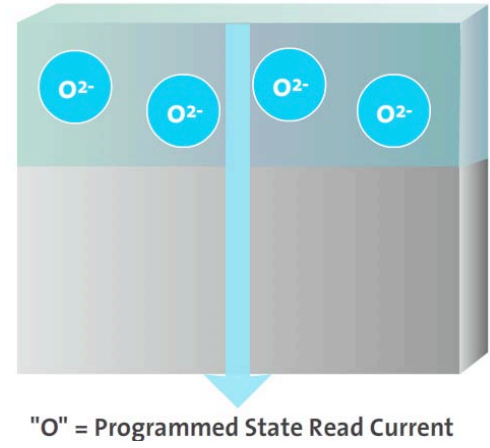 O²⁻ O²⁻ O²⁻ O²⁻
"O" = Programmed State Read Current